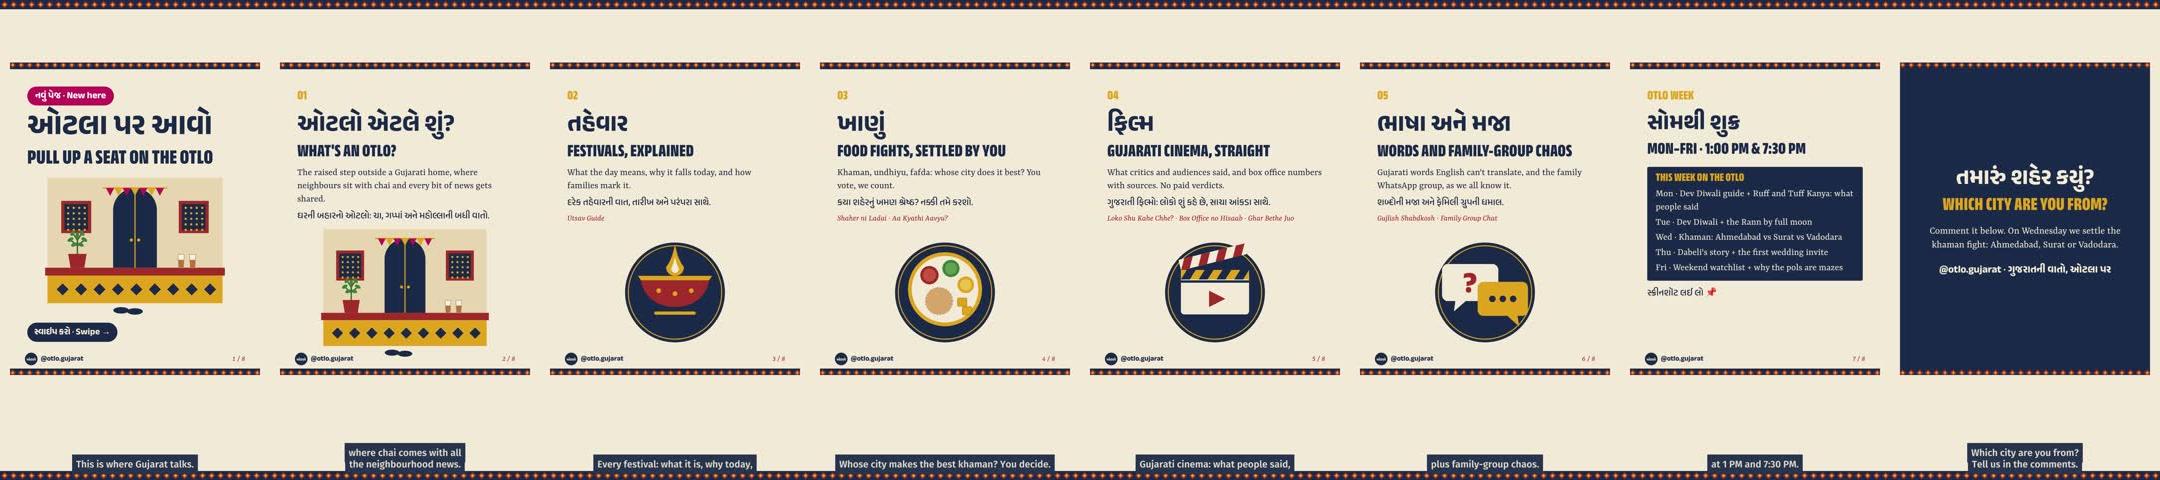 નવું પેજ · New here
ઓટલા પર આવો
PULL UP A SEAT ON THE OTLO
સ્વાઇપ કરો · Swipe →
@otlo.gujarat
1 / 8
This is where Gujarat talks.
01
ઓટલો એટલે શું?
WHAT'S AN OTLO?
The raised step outside a Gujarati home, where
neighbours sit with chai and every bit of news gets
shared.
ઘરની બહારનો ઓટલો: ચા, ગપ્પાં અને મહોલ્લાની બધી વાતો.
@otlo.gujarat
2 / 8
where chai comes with all
the neighbourhood news.
02
તહેવાર
FESTIVALS, EXPLAINED
What the day means, why it falls today, and how
families mark it.
દરેક તહેવારની વાત, તારીખ અને પરંપરા સાથે.
Utsav Guide
@otlo.gujarat
3 / 8
Every festival: what it is, why today,
03
ખાણું
FOOD FIGHTS, SETTLED BY YOU
Khaman, undhiyu, fafda: whose city does it best? You
vote, we count.
કયા શહેરનું ખમણ શ્રેષ્ઠ? નક્કી તમે કરશો.
Shaher ni Ladai · Aa Kyathi Aavyu?
@otlo.gujarat
4 / 8
Whose city makes the best khaman? You decide.
04
ફિલ્મ
GUJARATI CINEMA, STRAIGHT
What critics and audiences said, and box office numbers
with sources. No paid verdicts.
ગુજરાતી ફિલ્મો: લોકો શું કહે છે, સાચા આંકડા સાથે.
Loko Shu Kahe Chhe? · Box Office no Hisaab · Ghar Bethe Juo
@otlo.gujarat
5 / 8
Gujarati cinema: what people said,
05
ભાષા અને મજા
WORDS AND FAMILY-GROUP CHAOS
Gujarati words English can't translate, and the family
WhatsApp group, as we all know it.
શબ્દોની મજા અને ફેમિલી ગ્રુપની ધમાલ.
Gujlish Shabdkosh · Family Group Chat
?
@otlo.gujarat
6 / 8
plus family-group chaos.
OTLO WEEK
સોમથી શુક્ર
MON-FRI · 1:00 PM & 7:30 PM
THIS WEEK ON THE OTLO
Mon · Dev Diwali guide + Ruff and Tuff Kanya: what
people said
Tue · Dev Diwali + the Rann by full moon
Wed · Khaman: Ahmedabad vs Surat vs Vadodara
Thu · Dabeli's story + the first wedding invite
Fri · Weekend watchlist + why the pols are mazes
સ્ક્રીનશૉટ લઈ લો 📌
@otlo.gujarat
7 / 8
at 1 PM and 7:30 PM.
તમારું શહેર કયું?
WHICH CITY ARE YOU FROM?
Comment it below. On Wednesday we settle the
khaman fight: Ahmedabad, Surat or Vadodara.
@otlo.gujarat · ગુજરાતની વાતો, ઓટલા પર
Which city are you from?
Tell us in the comments.